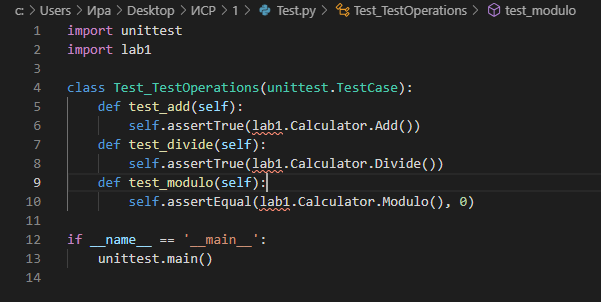 c: > Users > Ира > Desktop > ИСР > 1 > Test.py > Test_TestOperations > test_modulo
1 import unittest
2 import lab1
3
4 class Test_TestOperations(unittest.TestCase):
5     def test_add(self):
6         self.assertTrue(lab1.Calculator.Add())
7     def test_divide(self):
8         self.assertTrue(lab1.Calculator.Divide())
9     def test_modulo(self):
10         self.assertEqual(lab1.Calculator.Modulo(), 0)
11
12 if __name__ == '__main__':
13     unittest.main()
14